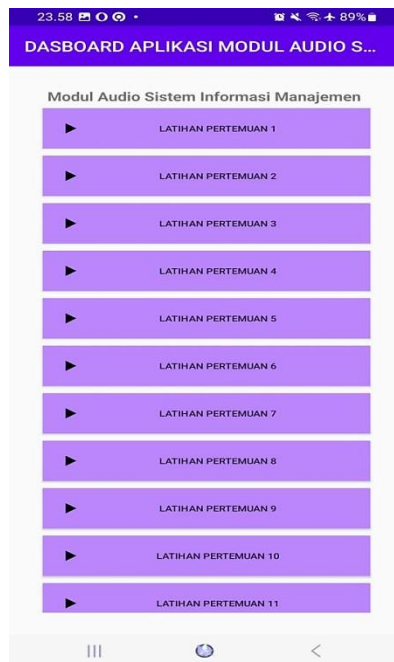 23.58 89%
DASBOARD APLIKASI MODUL AUDIO S...
Modul Audio Sistem Informasi Manajemen
LATIHAN PERTEMUAN 1
LATIHAN PERTEMUAN 2
LATIHAN PERTEMUAN 3
LATIHAN PERTEMUAN 4
LATIHAN PERTEMUAN 5
LATIHAN PERTEMUAN 6
LATIHAN PERTEMUAN 7
LATIHAN PERTEMUAN 8
LATIHAN PERTEMUAN 9
LATIHAN PERTEMUAN 10
LATIHAN PERTEMUAN 11